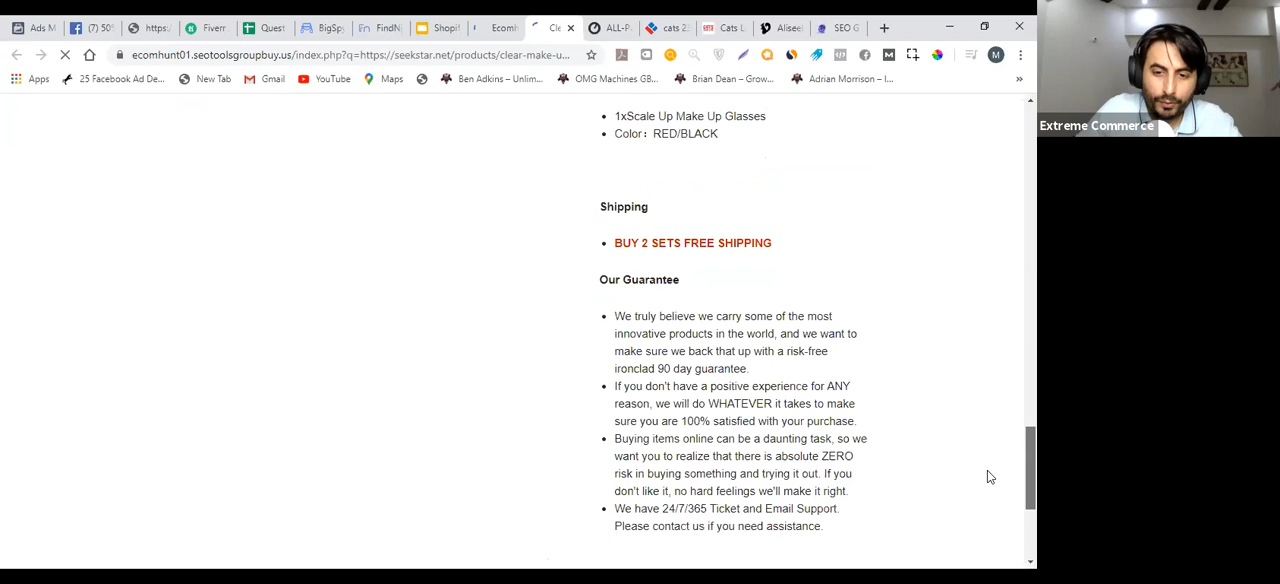 Ads M
(7) 50°
https:/
Fiverr
Quest
BigSpy
FindNi
Shopif
Ecomh
Cle
ALL-P
cats 23
Cats L
Aliseel
SEO G
ecomhunt01.seotoolsgroupbuy.us/index.php?q=https://seekstar.net/products/clear-make-u...
Apps
25 Facebook Ad De...
New Tab
Gmail
YouTube
Maps
Ben Adkins – Unlim...
OMG Machines GB...
Brian Dean – Grow...
Adrian Morrison – I...
»
Extreme Commerce
• 1xScale Up Make Up Glasses
• Color：RED/BLACK
Shipping
• BUY 2 SETS FREE SHIPPING
Our Guarantee
• We truly believe we carry some of the most
innovative products in the world, and we want to
make sure we back that up with a risk-free
ironclad 90 day guarantee.
• If you don't have a positive experience for ANY
reason, we will do WHATEVER it takes to make
sure you are 100% satisfied with your purchase.
• Buying items online can be a daunting task, so we
want you to realize that there is absolute ZERO
risk in buying something and trying it out. If you
don't like it, no hard feelings we'll make it right.
• We have 24/7/365 Ticket and Email Support.
Please contact us if you need assistance.